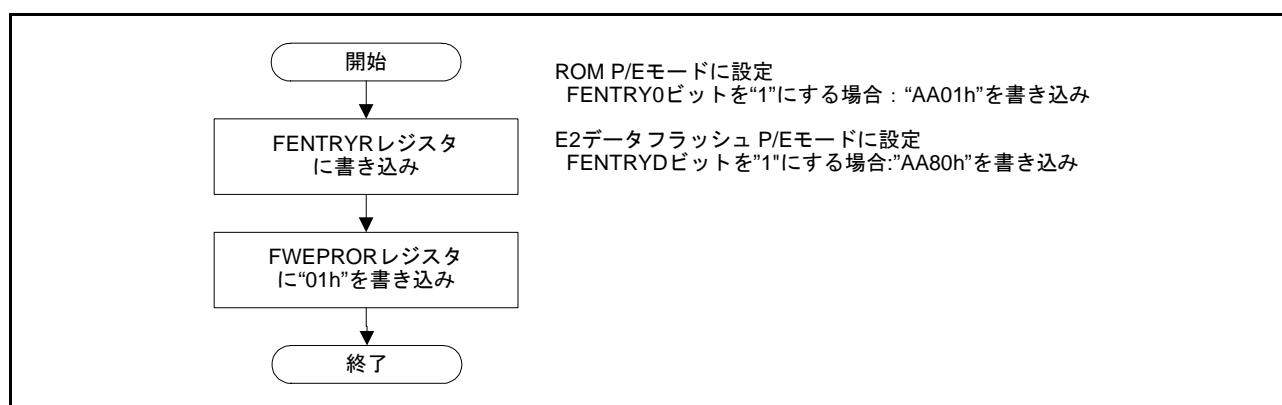 開始
ROM P/Eモードに設定
FENTRY0ビットを“1”にする場合：“AA01h”を書き込み
FENTRYRレジスタ
に書き込み
E2データフラッシュ P/Eモードに設定
FENTRYDビットを”1"にする場合:”AA80h”を書き込み
FWEPRORレジスタ
に“01h”を書き込み
終了